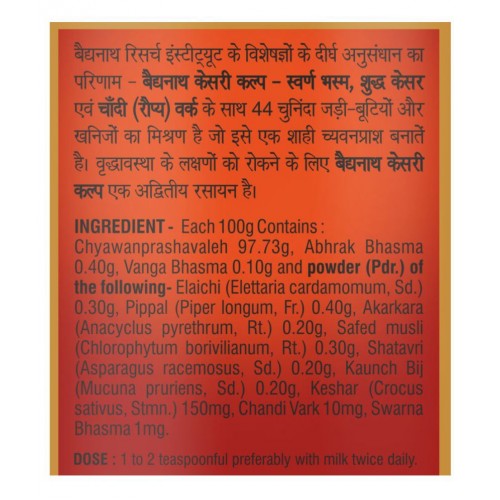 बैद्यनाथ रिसर्च इंस्टीट्यूट के विशेषज्ञों के दीर्घ अनुसंधान का
परिणाम – बैद्यनाथ केसरी कल्प – स्वर्ण भस्म, शुद्ध केसर
एवं चाँदी (रौप्य) वर्क के साथ 44 चुनिंदा जड़ी-बूटियों और
खनिजों का मिश्रण है जो इसे एक शाही च्यवनप्राश बनाते
है। वृद्धावस्था के लक्षणों को रोकने के लिए बैद्यनाथ केसरी
कल्प एक अद्वितीय रसायन है।
INGREDIENT - Each 100g Contains :
Chyawanprashavaleh 97.73g, Abhrak Bhasma
0.40g, Vanga Bhasma 0.10g and powder (Pdr.) of
the following- Elaichi (Elettaria cardamomum, Sd.)
0.30g, Pippal (Piper longum, Fr.) 0.40g, Akarkara
(Anacyclus pyrethrum, Rt.) 0.20g, Safed musli
(Chlorophytum borivilianum, Rt.) 0.30g, Shatavri
(Asparagus racemosus, Sd.) 0.20g, Kaunch Bij
(Mucuna pruriens, Sd.) 0.20g, Keshar (Crocus
sativus, Stmn.) 150mg, Chandi Vark 10mg, Swarna
Bhasma 1mg.
DOSE : 1 to 2 teaspoonful preferably with milk twice daily.